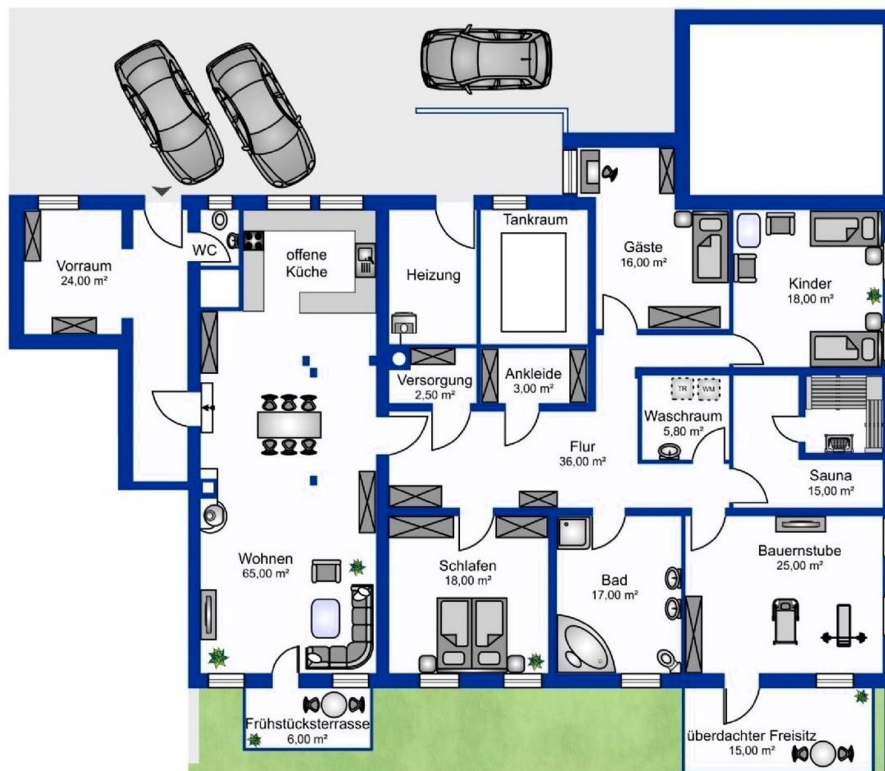 Tankraum
WC
offene
Küche
Gäste
16,00 m²
Vorraum
24,00 m²
Heizung
Kinder
18,00 m²
Versorgung
2,50 m²
Ankleide
3,00 m²
TR
WM
Waschraum
5,80 m²
Flur
36,00 m²
Sauna
15,00 m²
Wohnen
65,00 m²
Schlafen
18,00 m²
Bad
17,00 m²
Bauernstube
25,00 m²
Frühstücksterrasse
6,00 m²
überdachter Freisitz
15,00 m²